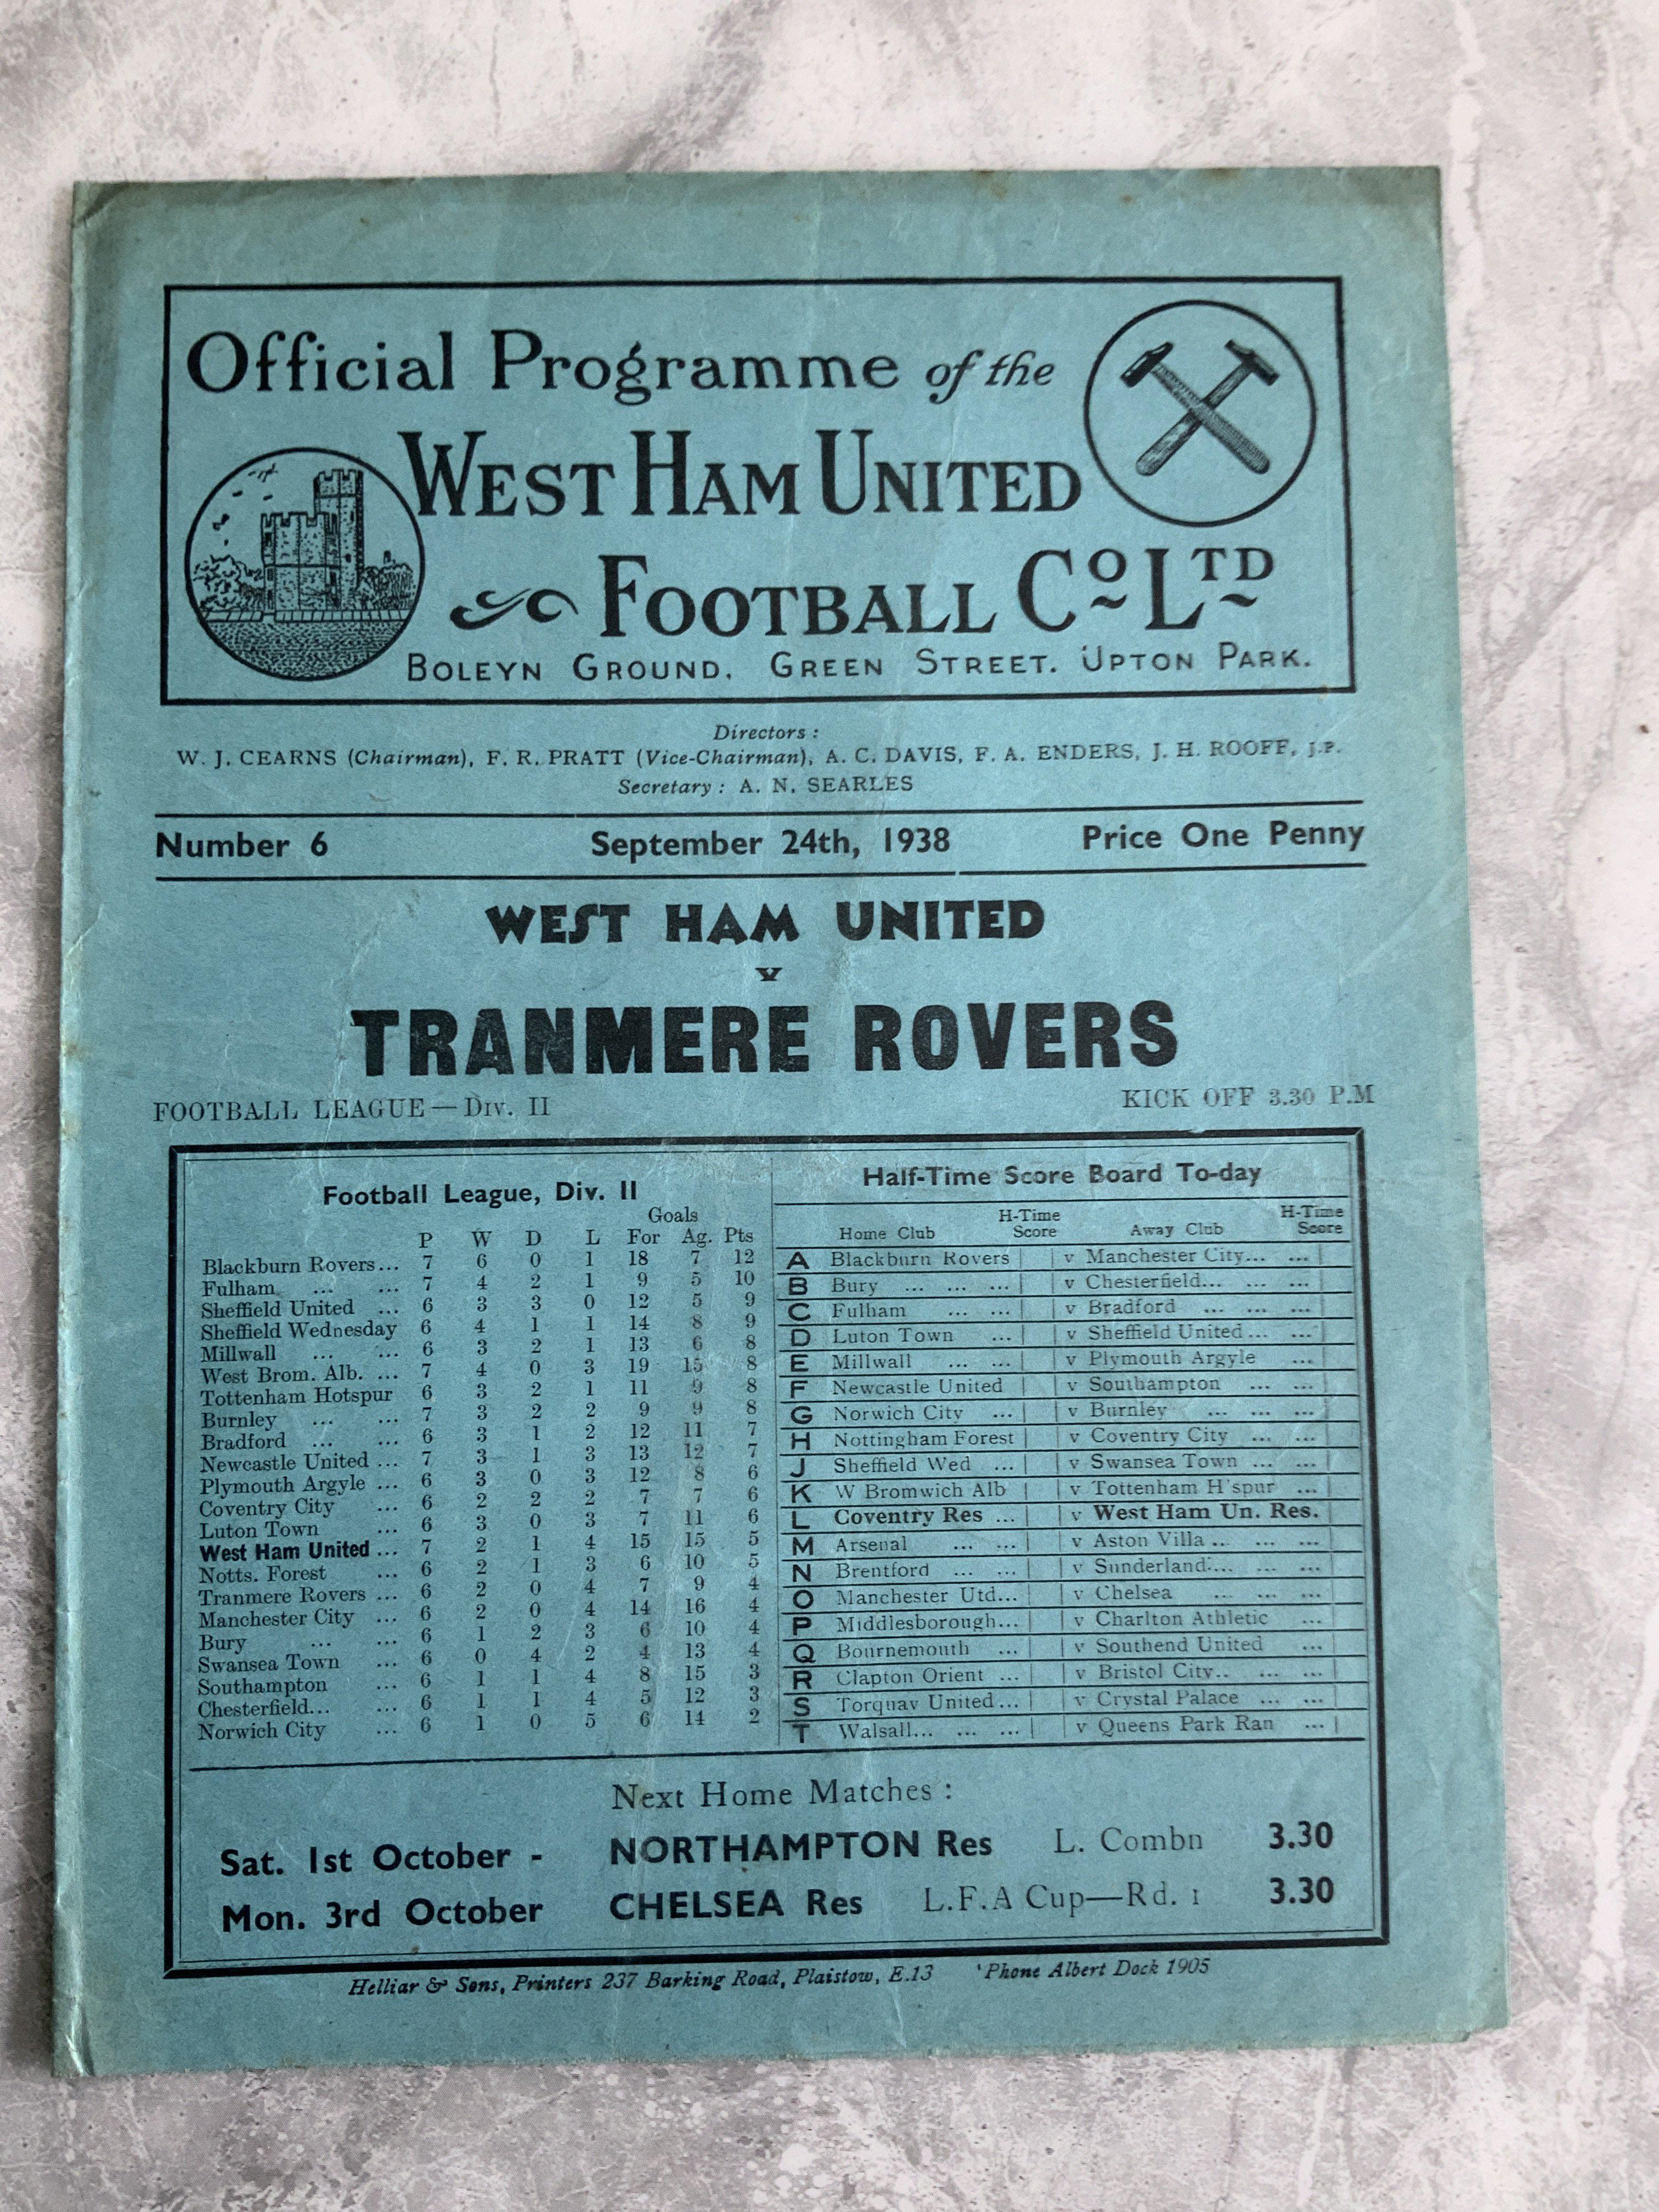 Official Programme of the
WEST HAM UNITED
FOOTBALL CO LTD
BOLEYN GROUND, GREEN STREET. UPTON PARK.
Directors :
W. J. CEARNS (Chairman), F. R. PRATT (Vice-Chairman), A. C. DAVIS, F. A. ENDERS, J. H. ROOFF, J.P.
Secretary : A. N. SEARLES
Number 6 September 24th, 1938 Price One Penny
WEST HAM UNITED
v
TRANMERE ROVERS
FOOTBALL LEAGUE — Div. II KICK OFF 3.30 P.M
Football League, Div. II
Goals
P W D L For Ag. Pts
Blackburn Rovers... 7 6 0 1 18 7 12
Fulham ... ... 7 4 2 1 9 5 10
Sheffield United ... 6 3 3 0 12 5 9
Sheffield Wednesday 6 4 1 1 14 8 9
Millwall ... ... 6 3 2 1 13 6 8
West Brom. Alb. ... 7 4 0 3 19 15 8
Tottenham Hotspur 6 3 2 1 11 9 8
Burnley ... ... 7 3 2 2 9 9 8
Bradford ... ... 6 3 1 2 12 11 7
Newcastle United ... 7 3 1 3 13 12 7
Plymouth Argyle ... 6 3 0 3 12 8 6
Coventry City ... 6 2 2 2 7 7 6
Luton Town ... 6 3 0 3 7 11 6
West Ham United ... 7 2 1 4 15 15 5
Notts. Forest ... 6 2 1 3 6 10 5
Tranmere Rovers ... 6 2 0 4 7 9 4
Manchester City ... 6 2 0 4 14 16 4
Bury ... ... 6 1 2 3 6 10 4
Swansea Town ... 6 0 4 2 4 13 4
Southampton ... 6 1 1 4 8 15 3
Chesterfield... ... 6 1 1 4 5 12 3
Norwich City ... 6 1 0 5 6 14 2
Half-Time Score Board To-day
Home Club H-Time Score Away Club H-Time Score
A Blackburn Rovers v Manchester City... ...
B Bury ... ... ... v Chesterfield... ... ...
C Fulham ... ... v Bradford ... ... ...
D Luton Town ... v Sheffield United ... ...
E Millwall ... ... v Plymouth Argyle ...
F Newcastle United v Southampton ... ...
G Norwich City ... v Burnley ... ... ...
H Nottingham Forest v Coventry City ... ...
J Sheffield Wed ... v Swansea Town ... ...
K W Bromwich Alb v Tottenham H'spur ...
L Coventry Res ... v West Ham Un. Res.
M Arsenal ... ... v Aston Villa ... ... ...
N Brentford ... ... v Sunderland.... ... ...
O Manchester Utd... v Chelsea ... ... ...
P Middlesborough... v Charlton Athletic ...
Q Bournemouth ... v Southend United ...
R Clapton Orient ... v Bristol City.. ... ...
S Torquay United ... v Crystal Palace ... ...
T Walsall... ... ... v Queens Park Ran ...
Next Home Matches :
Sat. 1st October - NORTHAMPTON Res L. Combn 3.30
Mon. 3rd October CHELSEA Res L.F.A Cup—Rd. 1 3.30
Helliar & Sons, Printers 237 Barking Road, Plaistow, E.13 'Phone Albert Dock 1905